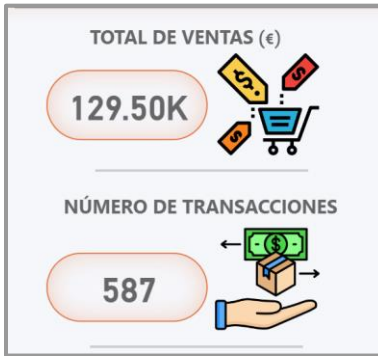 TOTAL DE VENTAS (€)
129.50K
NÚMERO DE TRANSACCIONES
587